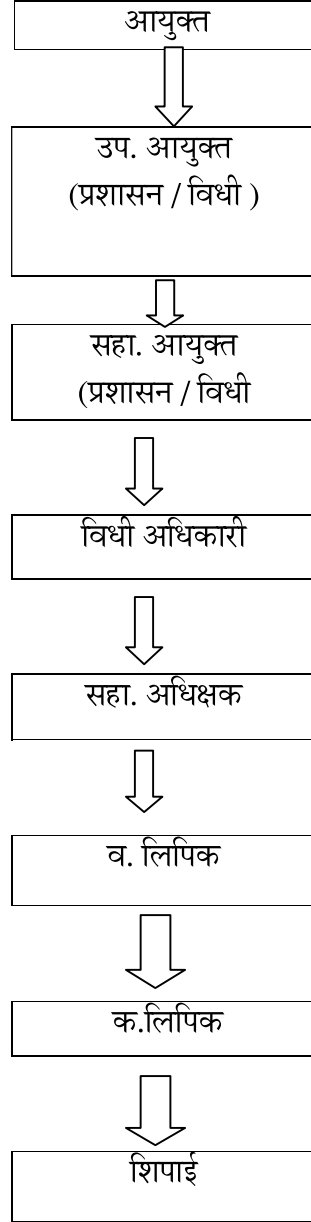 आयुक्त
उप. आयुक्त
(प्रशासन / विधी )
सहा. आयुक्त
(प्रशासन / विधी
विधी अधिकारी
सहा. अधिक्षक
व. लिपिक
क.लिपिक
शिपाई